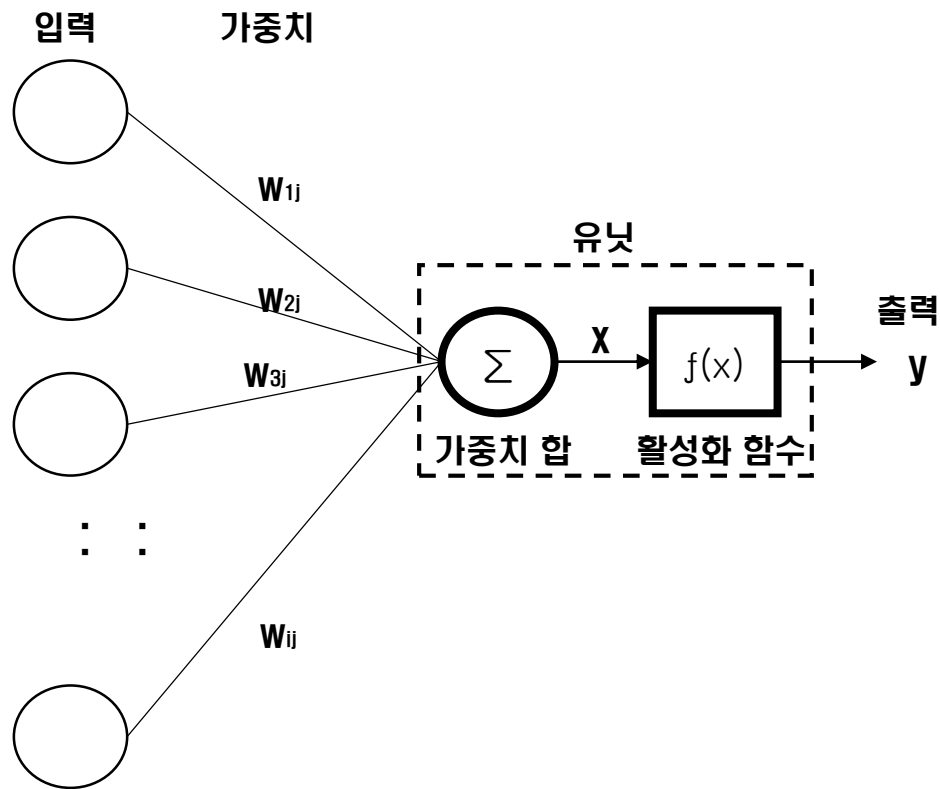 입력
가중치
W1j
W2j
W3j
: :
Wij
유닛
Σ
x
f(x)
가중치 합
활성화 함수
출력
y